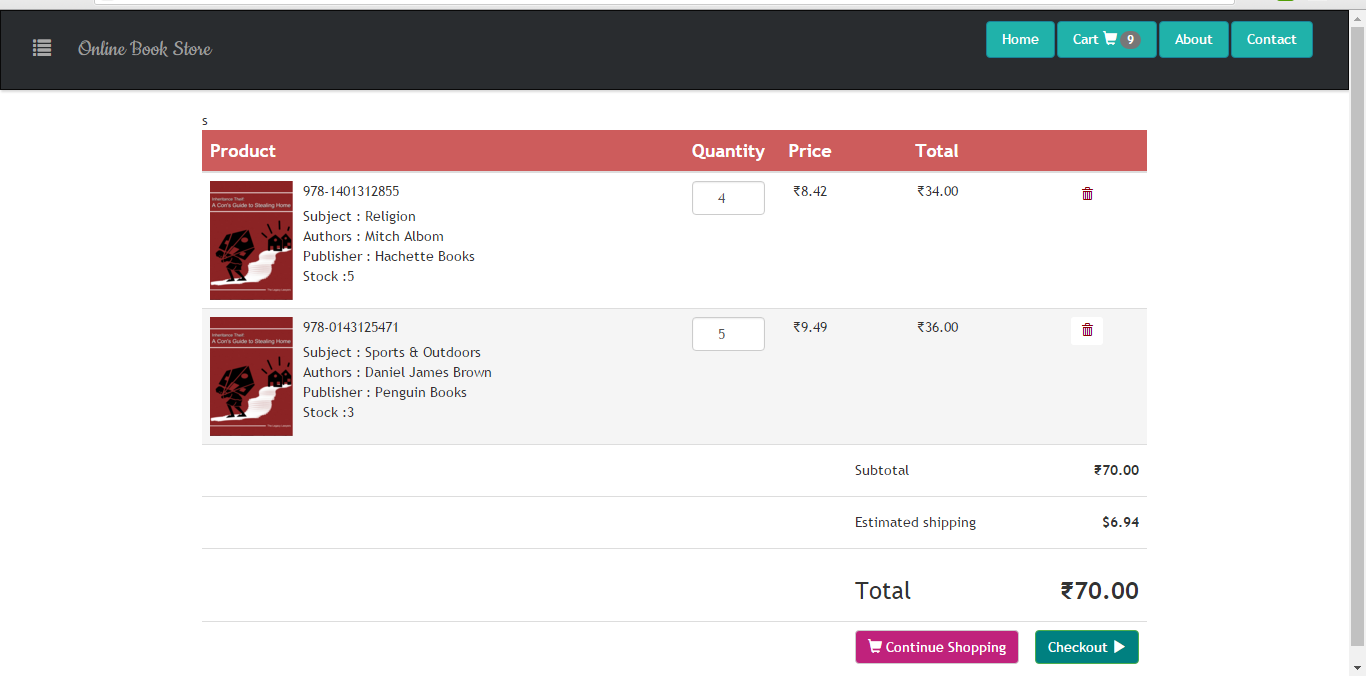 Online Book Store
Home
Cart 9
About
Contact
s
Product Quantity Price Total
Inheritance Theft:
A Con's Guide to Stealing Home
978-1401312855
Subject : Religion
Authors : Mitch Albom
Publisher : Hachette Books
Stock :5
4
₹8.42
₹34.00
Inheritance Theft:
A Con's Guide to Stealing Home
978-0143125471
Subject : Sports & Outdoors
Authors : Daniel James Brown
Publisher : Penguin Books
Stock :3
5
₹9.49
₹36.00
Subtotal ₹70.00
Estimated shipping $6.94
Total ₹70.00
Continue Shopping
Checkout